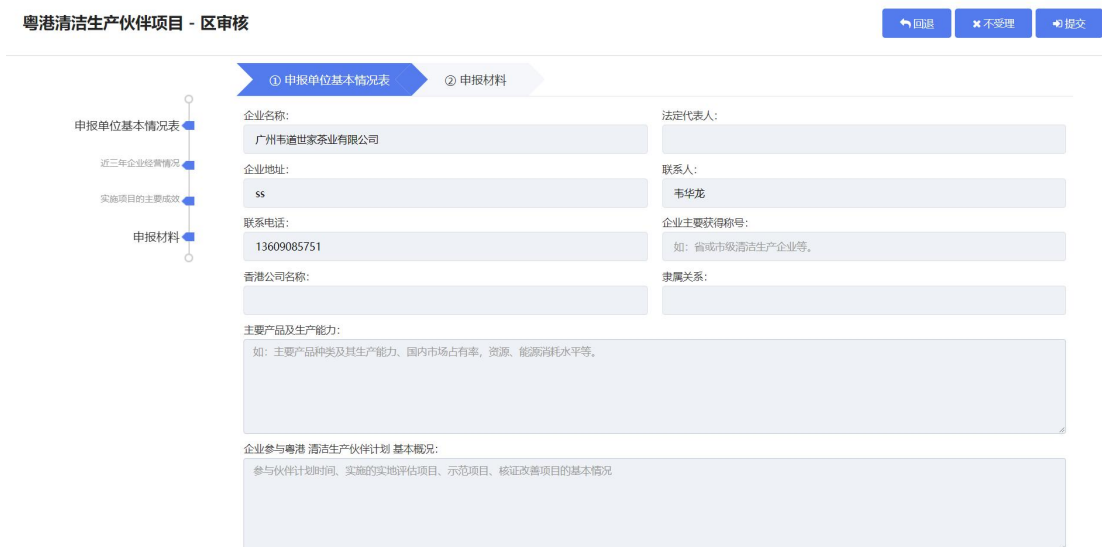 粤港清洁生产伙伴项目 - 区审核
回退
不受理
提交
① 申报单位基本情况表
② 申报材料
申报单位基本情况表
近三年企业经营情况
实施项目的主要成效
申报材料
企业名称:
法定代表人:
广州韦道世家茶业有限公司
企业地址:
联系人:
ss
韦华龙
联系电话:
企业主要获得称号:
13609085751
如：省或市级清洁生产企业等。
香港公司名称:
隶属关系:
主要产品及生产能力:
如：主要产品种类及其生产能力、国内市场占有率，资源、能源消耗水平等。
企业参与粤港 清洁生产伙伴计划 基本概况:
参与伙伴计划时间、实施的实地评估项目、示范项目、核证改善项目的基本情况